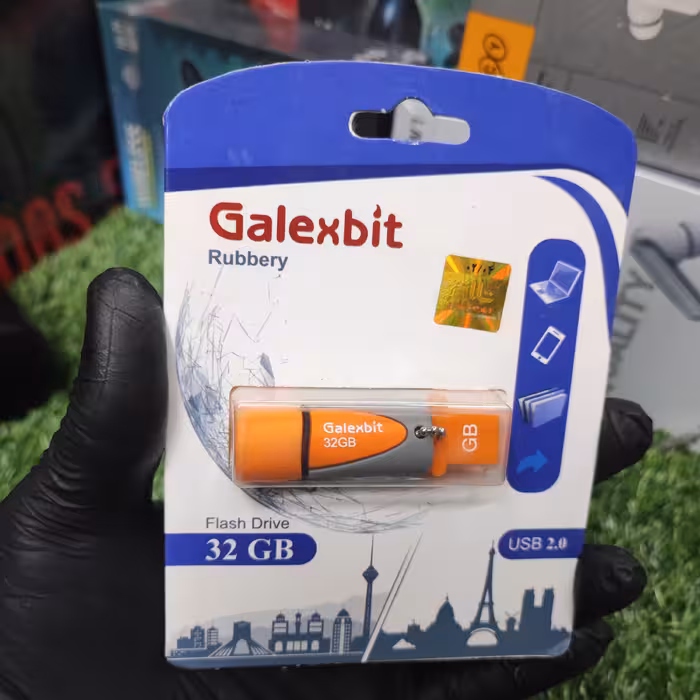 Galexbit
Rubbery
Galexbit
32GB
GB
Flash Drive
32 GB
USB 2.0